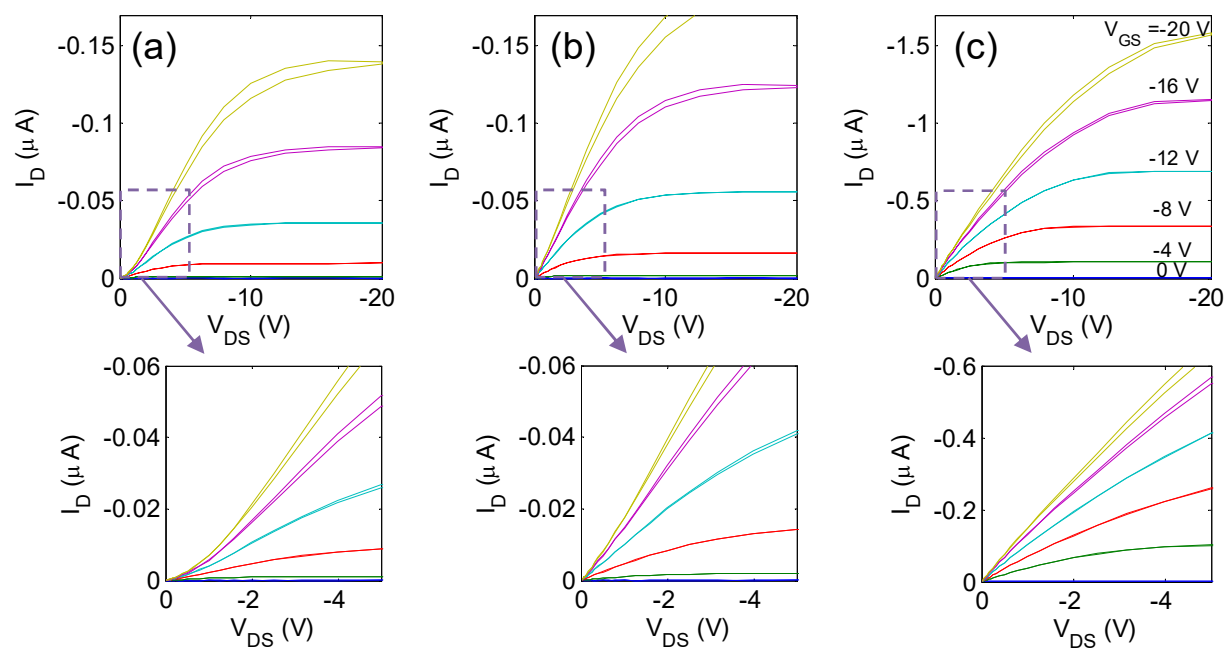 (a)
-0.15
-0.1
-0.05
0
I_D (μ A)
0
-10
-20
V_DS (V)
(b)
-0.15
-0.1
-0.05
0
I_D (μ A)
0
-10
-20
V_DS (V)
(c)
-1.5
-1
-0.5
0
I_D (μ A)
V_GS =-20 V
-16 V
-12 V
-8 V
-4 V
0 V
0
-10
-20
V_DS (V)
-0.06
-0.04
-0.02
0
I_D (μ A)
0
-2
-4
V_DS (V)
-0.06
-0.04
-0.02
0
I_D (μ A)
0
-2
-4
V_DS (V)
-0.6
-0.4
-0.2
0
I_D (μ A)
0
-2
-4
V_DS (V)